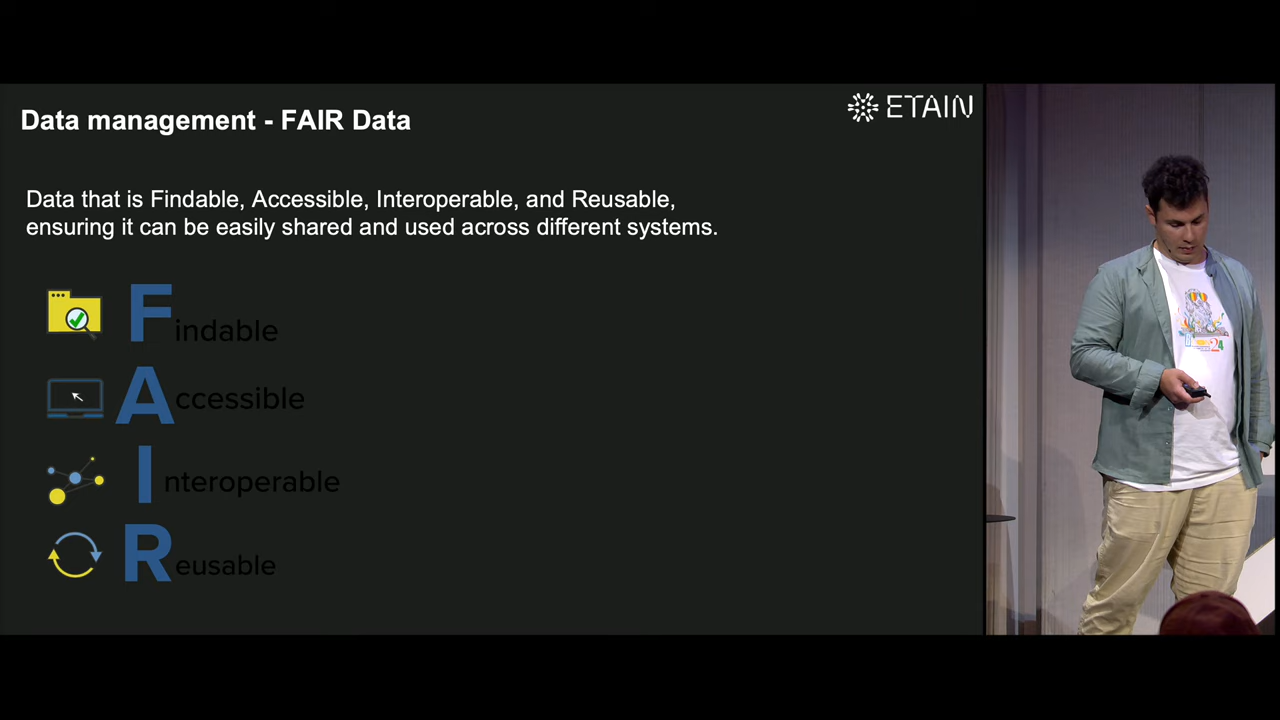 Data management - FAIR Data
ETAIN
Data that is Findable, Accessible, Interoperable, and Reusable,
ensuring it can be easily shared and used across different systems.
Findable
Accessible
Interoperable
Reusable
24